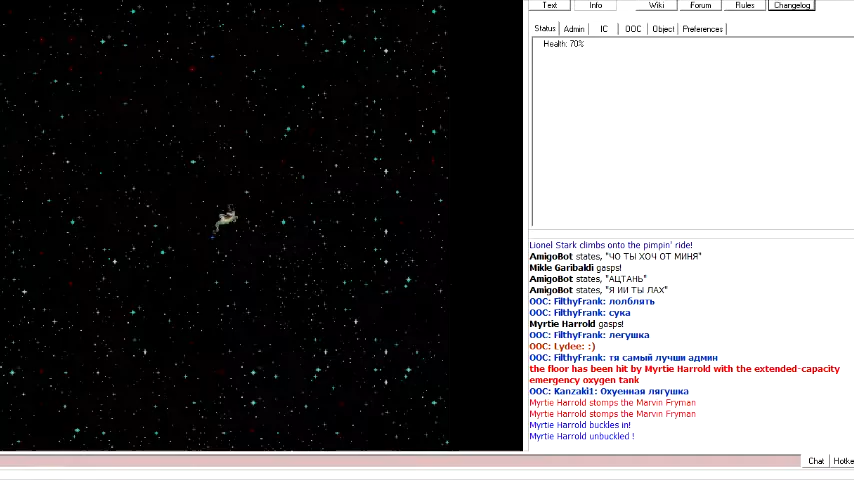 Text Info Wiki Forum Rules Changelog
Status Admin IC OOC Object Preferences
Health: 70%
Lionel Stark climbs onto the pimpin' ride!
AmigoBot states, "ЧО ТЫ ХОЧ ОТ МИНЯ"
Mikle Garibaldi gasps!
AmigoBot states, "АЦТАНЬ"
AmigoBot states, "Я ИИ ТЫ ЛАХ"
OOC: FilthyFrank: лолблять
OOC: FilthyFrank: сука
Myrtie Harrold gasps!
OOC: FilthyFrank: легушка
OOC: Lydee: :)
OOC: FilthyFrank: тя самый лучши админ
the floor has been hit by Myrtie Harrold with the extended-capacity
emergency oxygen tank
OOC: Kanzaki1: Охуенная лягушка
Myrtie Harrold stomps the Marvin Fryman
Myrtie Harrold stomps the Marvin Fryman
Myrtie Harrold buckles in!
Myrtie Harrold unbuckled !
Chat